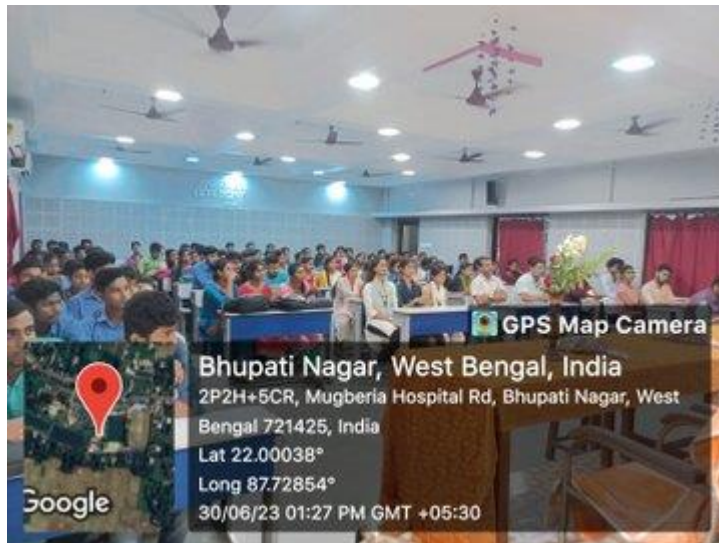 GPS Map Camera
Bhupati Nagar, West Bengal, India
2P2H+5CR, Mugberia Hospital Rd, Bhupati Nagar, West
Bengal 721425, India
Lat 22.00038°
Long 87.72854°
30/06/23 01:27 PM GMT +05:30
Google